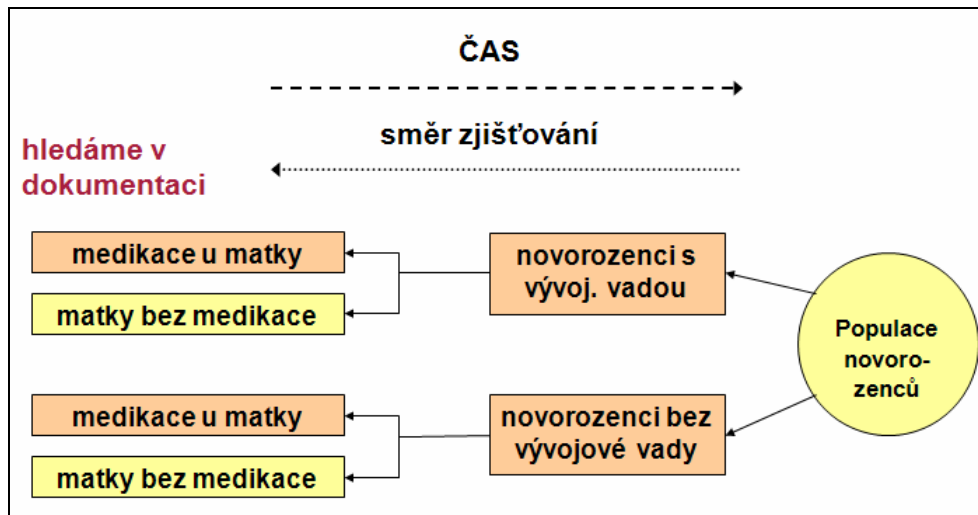 ČAS
směr zjišťování
hledáme v
dokumentaci
medikace u matky
matky bez medikace
novorozenci s
vývoj. vadou
medikace u matky
matky bez medikace
novorozenci bez
vývojové vady
Populace
novoro-
zenců